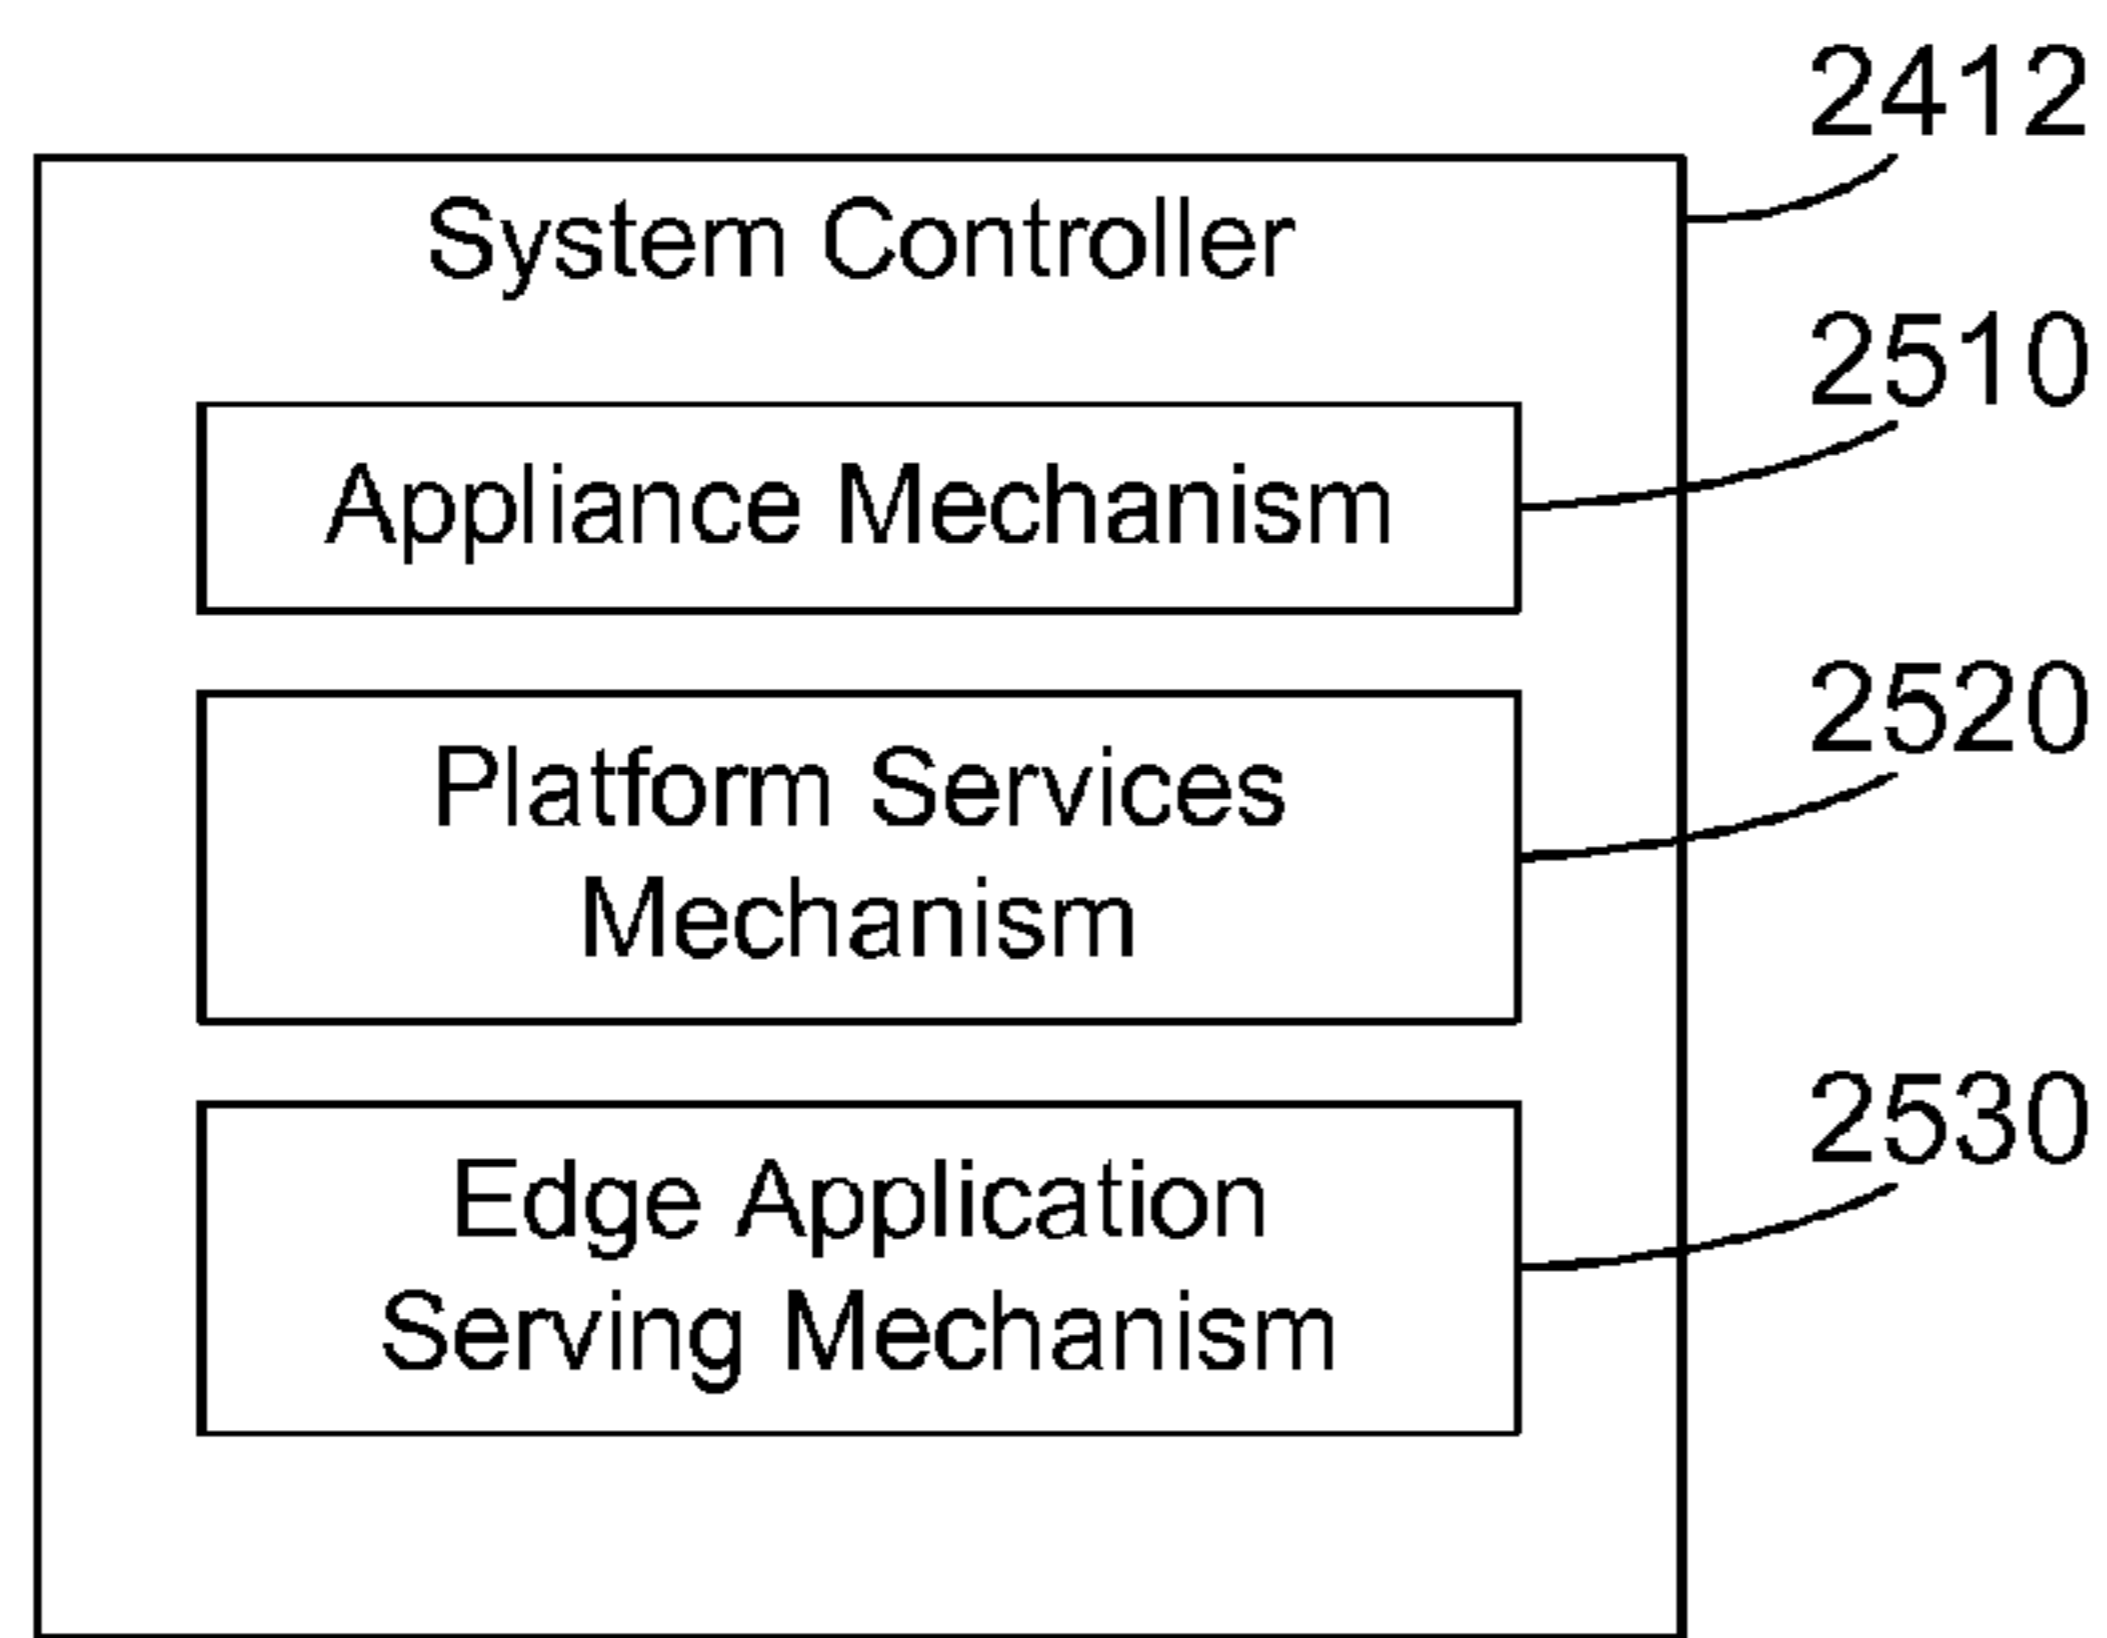 2412
System Controller
2510
Appliance Mechanism
2520
Platform Services
Mechanism
2530
Edge Application
Serving Mechanism